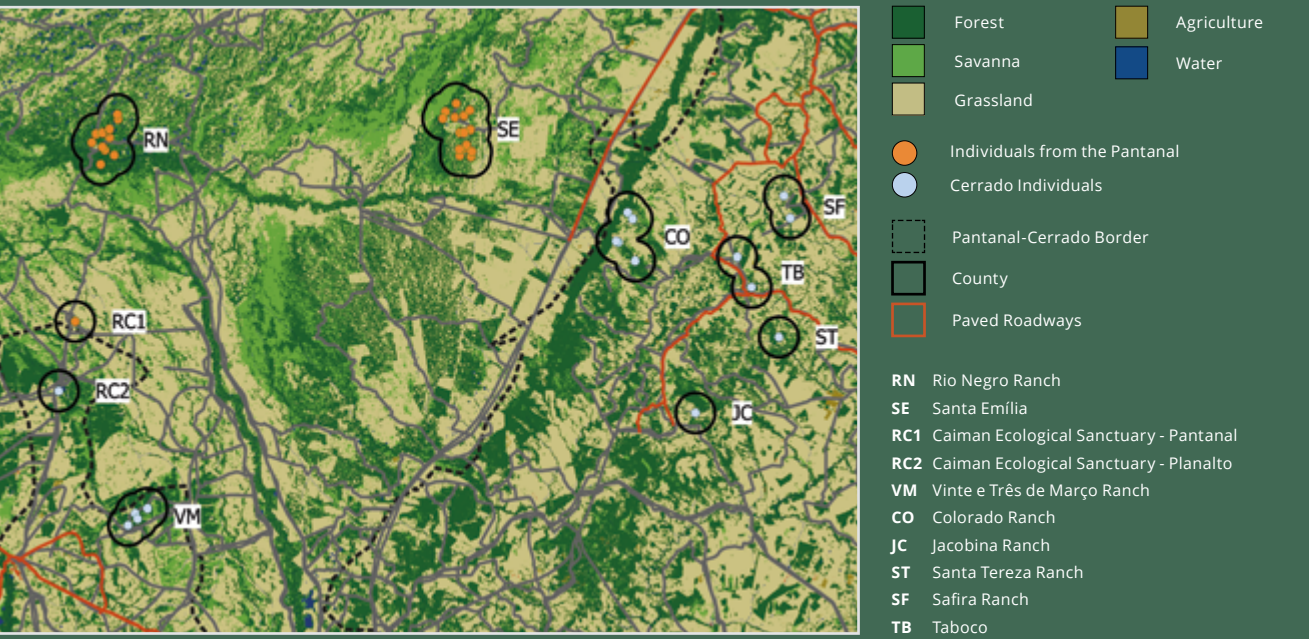 RN
SE
CO
SF
TB
RC1
ST
RC2
JC
VM
Forest
Savanna
Grassland
Agriculture
Water
Individuals from the Pantanal
Cerrado Individuals
Pantanal-Cerrado Border
County
Paved Roadways
RN Rio Negro Ranch
SE Santa Emília
RC1 Caiman Ecological Sanctuary - Pantanal
RC2 Caiman Ecological Sanctuary - Planalto
VM Vinte e Três de Março Ranch
CO Colorado Ranch
JC Jacobina Ranch
ST Santa Tereza Ranch
SF Safira Ranch
TB Taboco